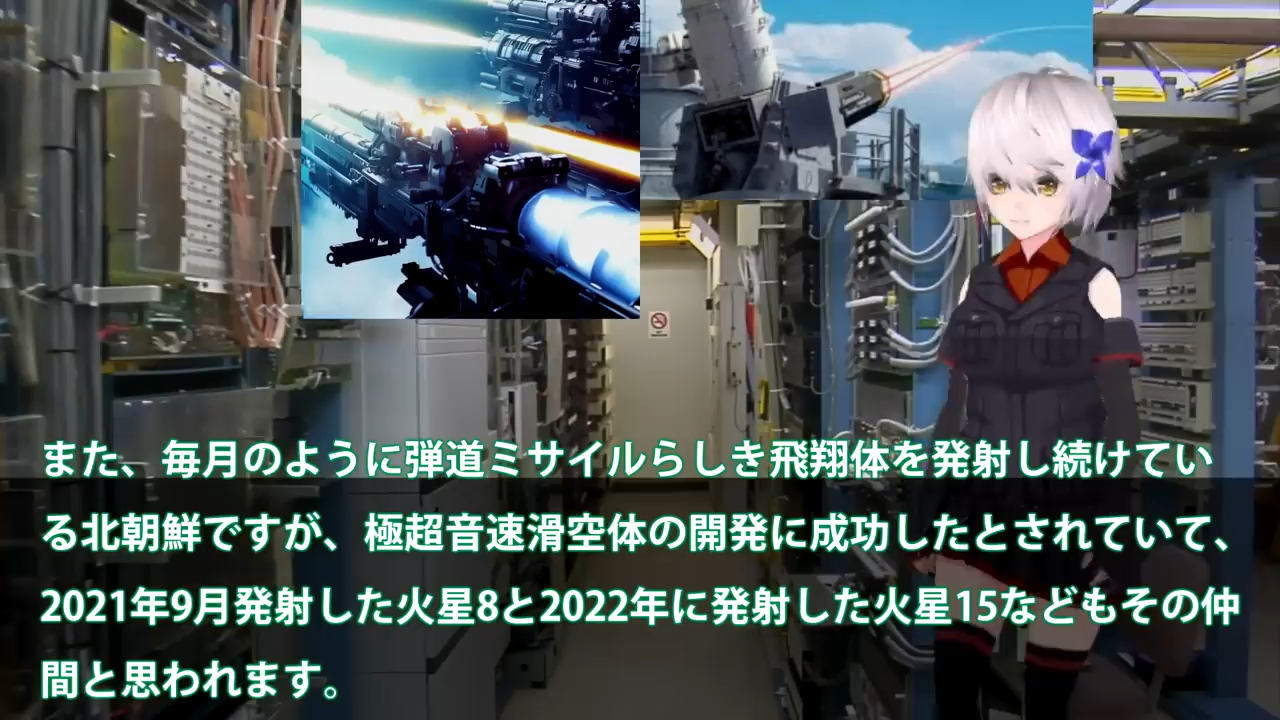 また、毎月のように弾道ミサイルらしき飛翔体を発射し続けてい
る北朝鮮ですが、極超音速滑空体の開発に成功したとされていて、
2021年9月発射した火星8と2022年に発射した火星15などもその仲
間と思われます。